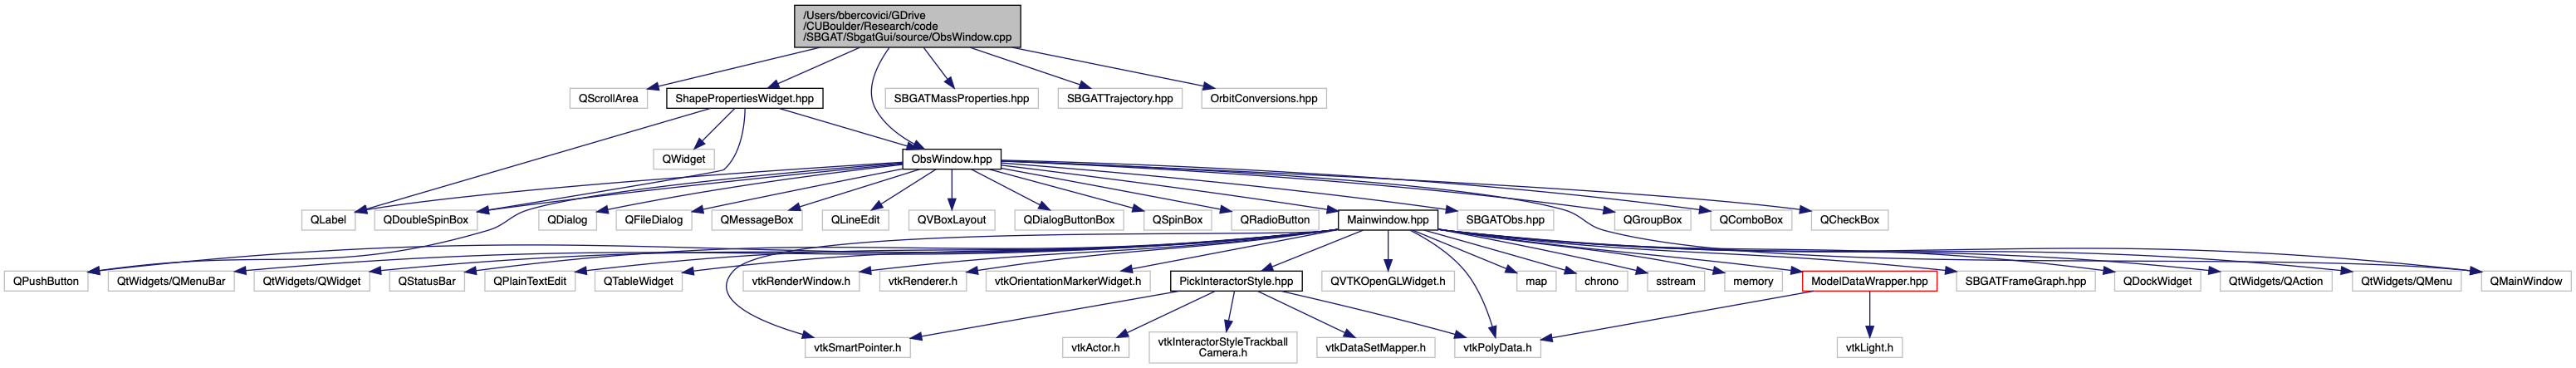 /Users/bbercovici/GDrive
/CUBoulder/Research/code
/SBGAT/SbgatGui/source/ObsWindow.cpp
QScrollArea
ShapePropertiesWidget.hpp
SBGATMassProperties.hpp
SBGATTrajectory.hpp
OrbitConversions.hpp
QWidget
ObsWindow.hpp
QLabel
QDoubleSpinBox
QDialog
QFileDialog
QMessageBox
QLineEdit
QVBoxLayout
QDialogButtonBox
QSpinBox
QRadioButton
Mainwindow.hpp
SBGATObs.hpp
QGroupBox
QComboBox
QCheckBox
QPushButton
QtWidgets/QMenuBar
QtWidgets/QWidget
QStatusBar
QPlainTextEdit
QTableWidget
vtkRenderWindow.h
vtkRenderer.h
vtkOrientationMarkerWidget.h
PickInteractorStyle.hpp
QVTKOpenGLWidget.h
map
chrono
sstream
memory
ModelDataWrapper.hpp
SBGATFrameGraph.hpp
QDockWidget
QtWidgets/QAction
QtWidgets/QMenu
QMainWindow
vtkSmartPointer.h
vtkActor.h
vtkInteractorStyleTrackball
Camera.h
vtkDataSetMapper.h
vtkPolyData.h
vtkLight.h